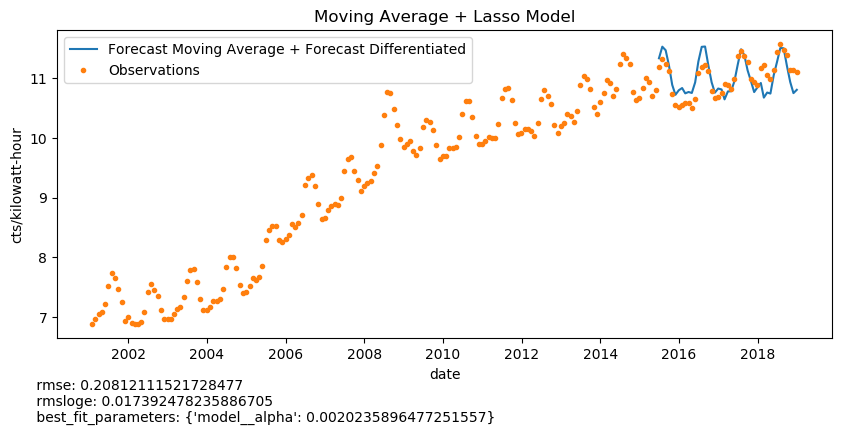 Moving Average + Lasso Model
Forecast Moving Average + Forecast Differentiated
Observations
cts/kilowatt-hour
11
10
9
8
7
2002 2004 2006 2008 2010 2012 2014 2016 2018
date
rmse: 0.20812111521728477
rmsloge: 0.017392478235886705
best_fit_parameters: {'model__alpha': 0.0020235896477251557}